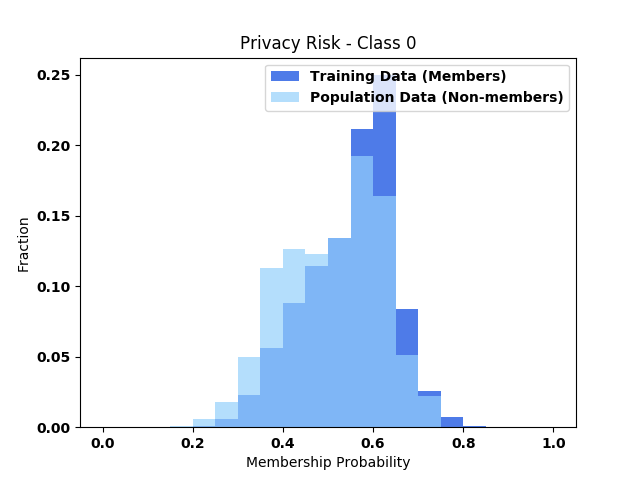 Privacy Risk - Class 0
Training Data (Members)
Population Data (Non-members)
0.25
0.20
0.15
0.10
0.05
0.00
Fraction
0.0 0.2 0.4 0.6 0.8 1.0
Membership Probability